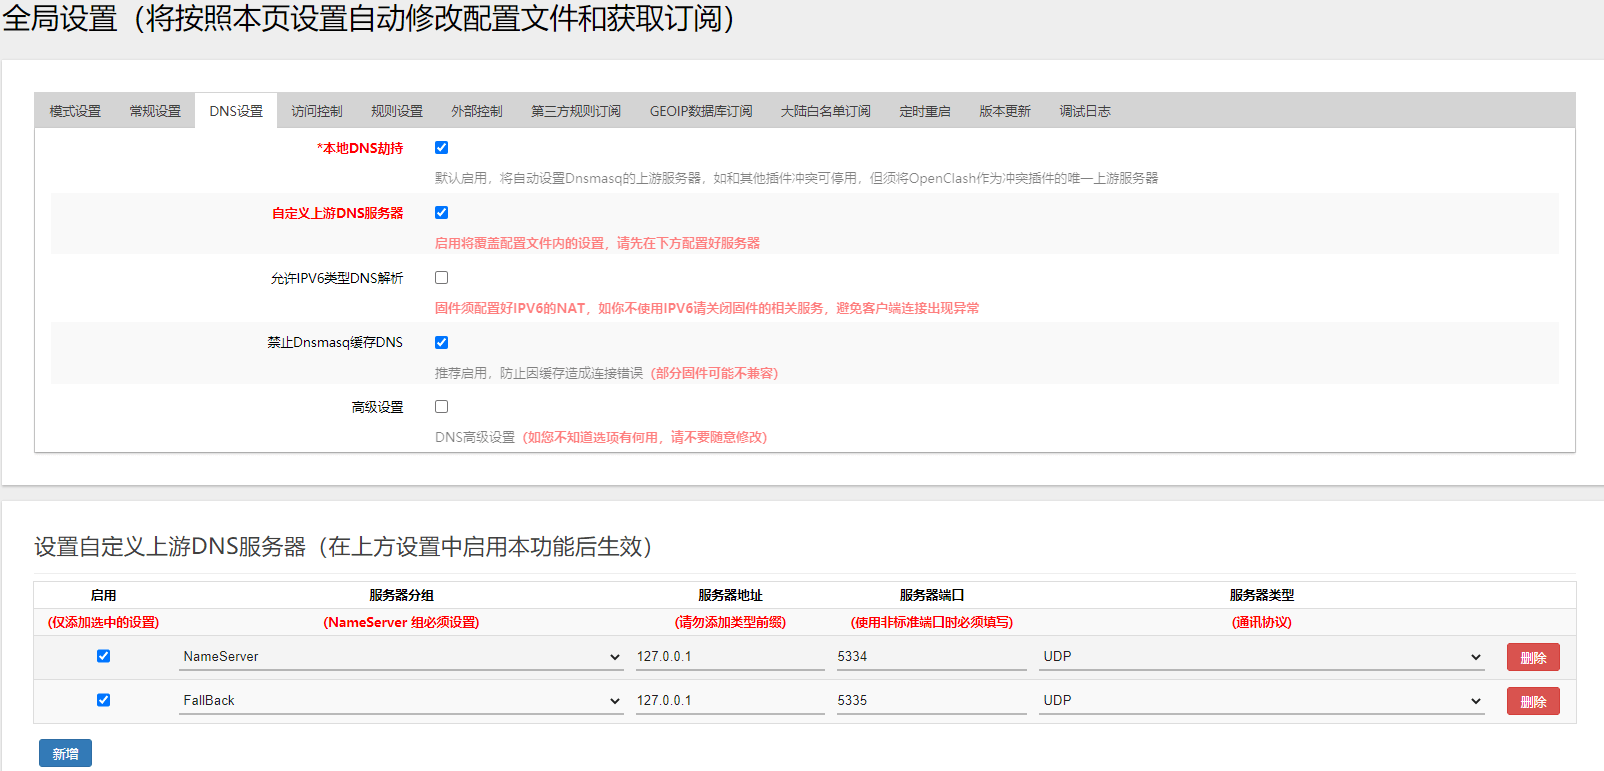 全局设置（将按照本页设置自动修改配置文件和获取订阅）
模式设置 常规设置 DNS设置 访问控制 规则设置 外部控制 第三方规则订阅 GEOIP数据库订阅 大陆白名单订阅 定时重启 版本更新 调试日志
*本地DNS劫持
默认启用，将自动设置Dnsmasq的上游服务器，如和其他插件冲突可停用，但须将OpenClash作为冲突插件的唯一上游服务器
自定义上游DNS服务器
启用将覆盖配置文件内的设置，请先在下方配置好服务器
允许IPV6类型DNS解析
固件须配置好IPV6的NAT，如你不使用IPV6请关闭固件的相关服务，避免客户端连接出现异常
禁止Dnsmasq缓存DNS
推荐启用，防止因缓存造成连接错误（部分固件可能不兼容）
高级设置
DNS高级设置（如您不知道选项有何用，请不要随意修改）
设置自定义上游DNS服务器（在上方设置中启用本功能后生效）
启用 服务器分组 服务器地址 服务器端口 服务器类型
(仅添加选中的设置) (NameServer 组必须设置) (请勿添加类型前缀) (使用非标准端口时必须填写) (通讯协议)
NameServer 127.0.0.1 5334 UDP 删除
FallBack 127.0.0.1 5335 UDP 删除
新增